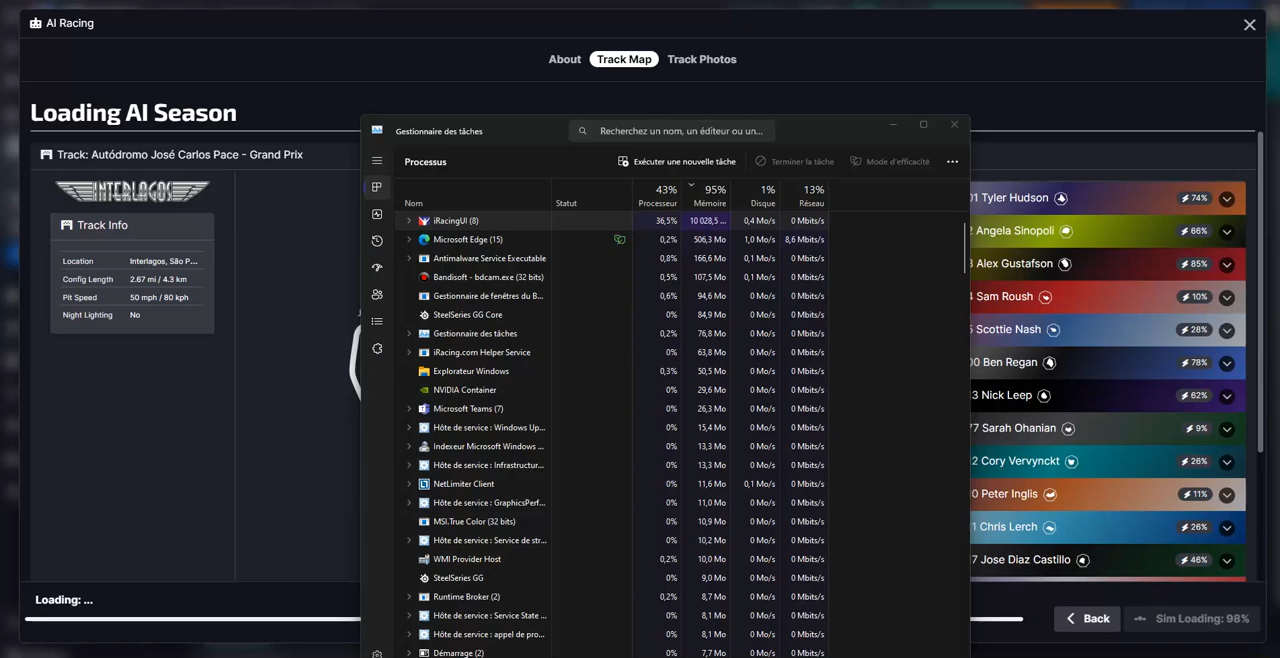 AI Racing
About Track Map Track Photos
Loading AI Season
Track: Autódromo José Carlos Pace - Grand Prix
INTERLAGOS
Track Info
Location Interlagos, São P...
Config Length 2.67 mi / 4.3 km
Pit Speed 50 mph / 80 kph
Night Lighting No
Gestionnaire des tâches
Recherchez un nom, un éditeur ou un...
Processus
Exécuter une nouvelle tâche
Terminer la tâche
Mode d'efficacité
43% 95% 1% 13%
Nom Statut Processeur Mémoire Disque Réseau
iRacingUI (8) 36,5% 10 028,5 ... 0,4 Mo/s 0 Mbits/s
Microsoft Edge (15) 0,2% 506,3 Mo 1,0 Mo/s 8,6 Mbits/s
Antimalware Service Executable 0,8% 166,6 Mo 0,1 Mo/s 0 Mbits/s
Bandisoft - bdcam.exe (32 bits) 0,5% 107,5 Mo 0,1 Mo/s 0 Mbits/s
Gestionnaire de fenêtres du B... 0,6% 94,6 Mo 0 Mo/s 0 Mbits/s
SteelSeries GG Core 0% 84,9 Mo 0 Mo/s 0 Mbits/s
Gestionnaire des tâches 0,2% 76,8 Mo 0 Mo/s 0 Mbits/s
iRacing.com Helper Service 0% 63,8 Mo 0 Mo/s 0 Mbits/s
Explorateur Windows 0,3% 50,5 Mo 0 Mo/s 0 Mbits/s
NVIDIA Container 0% 29,6 Mo 0 Mo/s 0 Mbits/s
Microsoft Teams (7) 0% 26,3 Mo 0 Mo/s 0 Mbits/s
Hôte de service : Windows Up... 0% 15,4 Mo 0 Mo/s 0 Mbits/s
Indexeur Microsoft Windows ... 0% 13,3 Mo 0 Mo/s 0 Mbits/s
Hôte de service : Infrastructur... 0% 13,3 Mo 0 Mo/s 0 Mbits/s
NetLimiter Client 0% 11,6 Mo 0,1 Mo/s 0 Mbits/s
Hôte de service : GraphicsPerf... 0% 11,0 Mo 0 Mo/s 0 Mbits/s
MSI.True Color (32 bits) 0% 10,9 Mo 0 Mo/s 0 Mbits/s
Hôte de service : Service de str... 0% 10,2 Mo 0 Mo/s 0 Mbits/s
WMI Provider Host 0,2% 10,0 Mo 0 Mo/s 0 Mbits/s
SteelSeries GG 0% 9,0 Mo 0 Mo/s 0 Mbits/s
Runtime Broker (2) 0,2% 8,7 Mo 0 Mo/s 0 Mbits/s
Hôte de service : Service State ... 0% 8,1 Mo 0 Mo/s 0 Mbits/s
Hôte de service : appel de pro... 0% 8,1 Mo 0 Mo/s 0 Mbits/s
Démarrage (2) 0% 7,7 Mo 0 Mo/s 0 Mbits/s
01 Tyler Hudson 74%
2 Angela Sinopoli 66%
Alex Gustafson 85%
4 Sam Roush 10%
Scottie Nash 28%
00 Ben Regan 78%
3 Nick Leep 62%
77 Sarah Ohanian 9%
2 Cory Vervynckt 26%
0 Peter Inglis 11%
1 Chris Lerch 26%
7 Jose Diaz Castillo 46%
Loading: ...
Back
Sim Loading: 98%